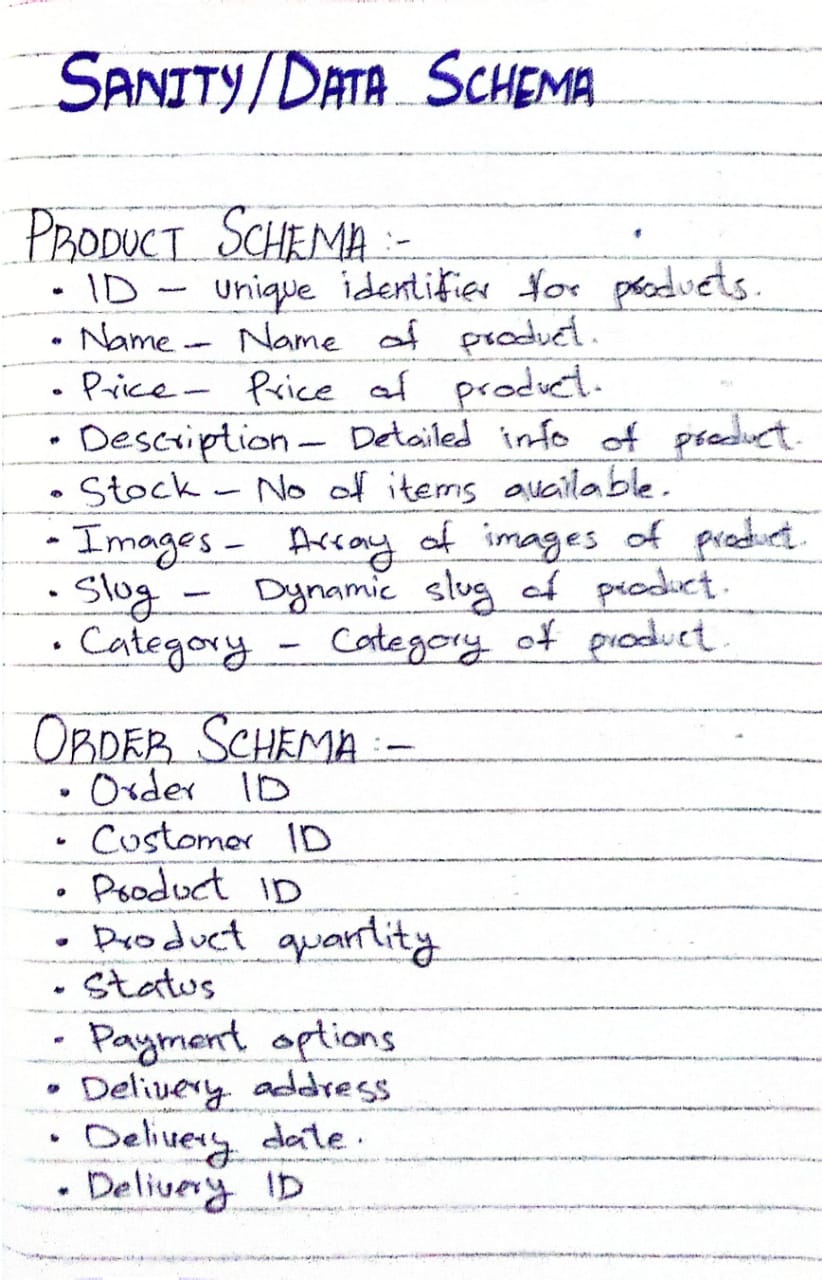 SANITY/DATA SCHEMA
PRODUCT SCHEMA :-
• ID – unique identifier for products.
• Name – Name of product.
• Price – Price of product.
• Description – Detailed info of product.
• Stock – No of items available.
• Images – Array of images of product.
• Slug – Dynamic slug of product.
• Category – Category of product.
ORDER SCHEMA :-
• Order ID
• Customer ID
• Product ID
• Product quantity
• Status
• Payment options
• Delivery address
• Delivery date.
• Delivery ID